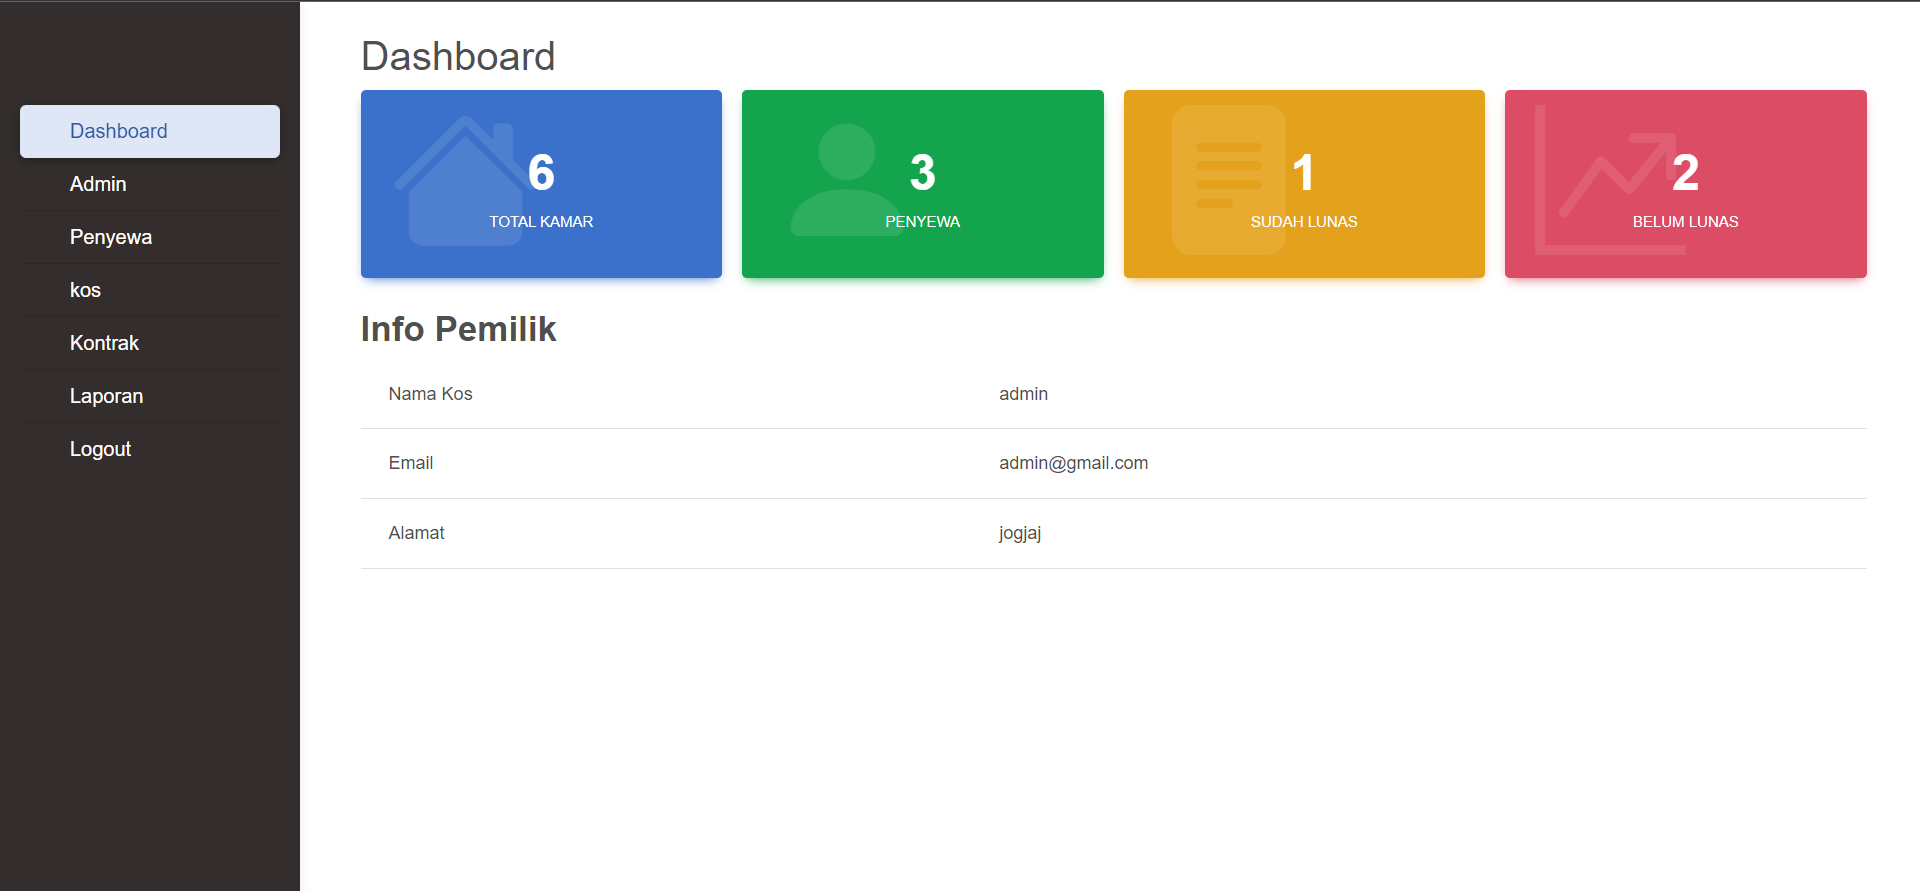 Dashboard
Admin
Penyewa
kos
Kontrak
Laporan
Logout
Dashboard
6
TOTAL KAMAR
3
PENYEWA
1
SUDAH LUNAS
2
BELUM LUNAS
Info Pemilik
Nama Kos admin
Email admin@gmail.com
Alamat jogjaj